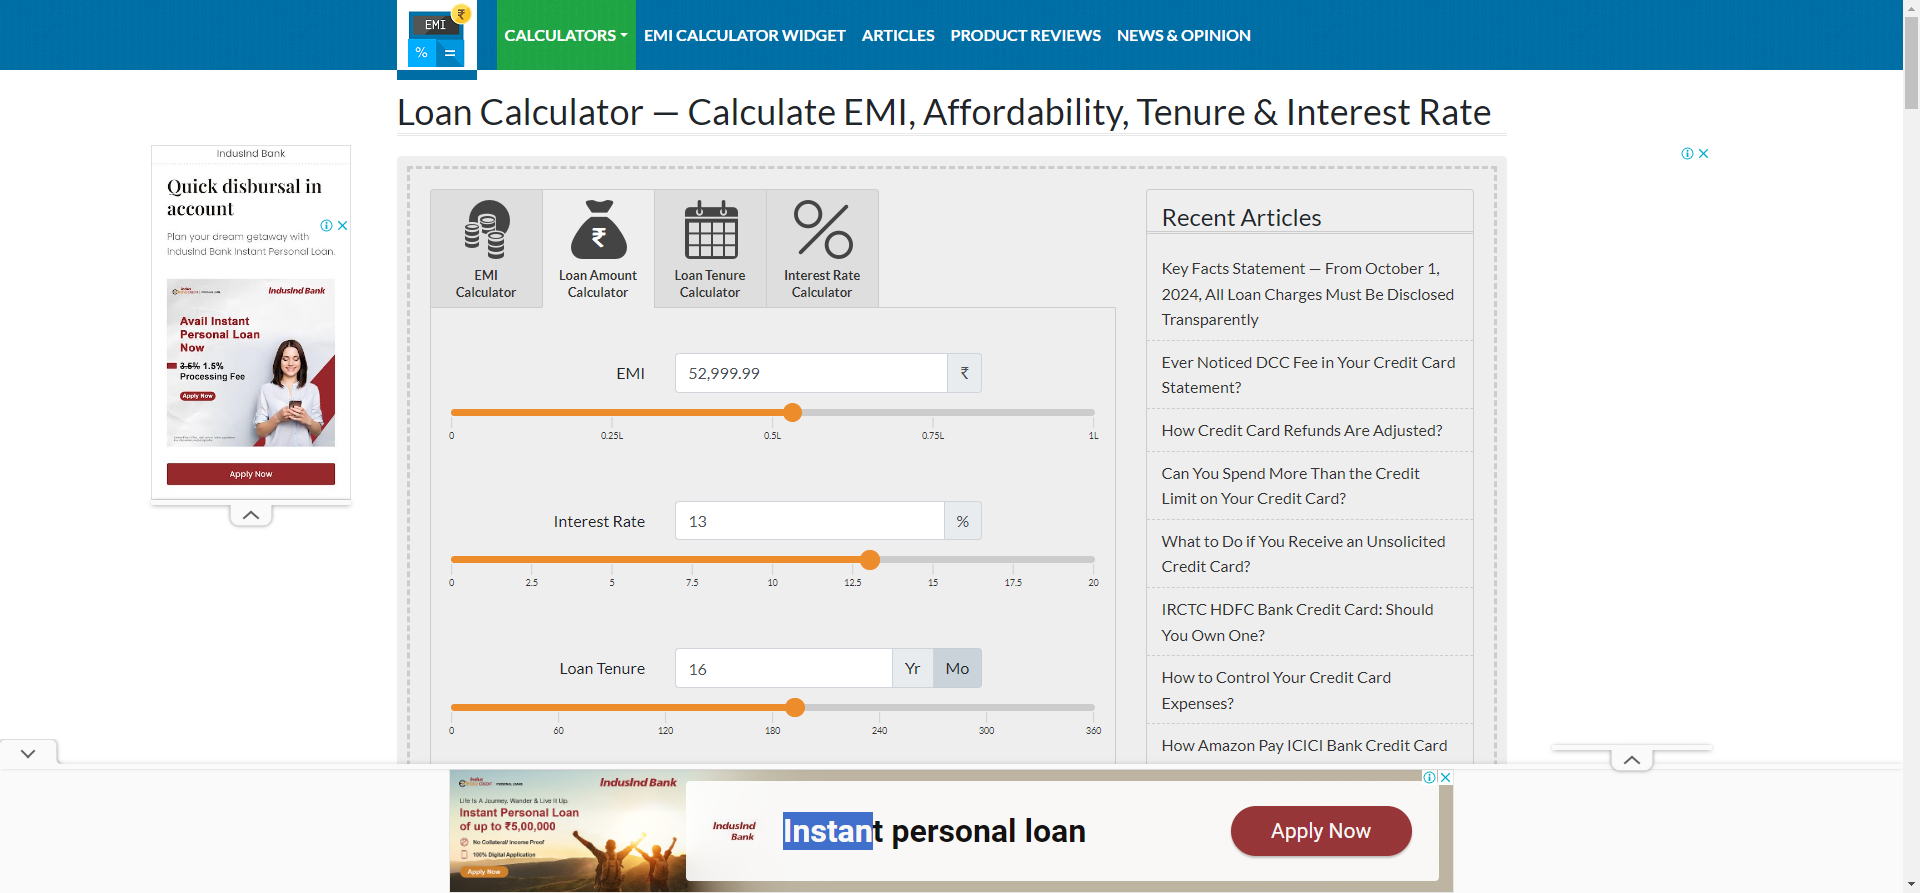 EMI
₹
%
=
CALCULATORS
EMI CALCULATOR WIDGET
ARTICLES
PRODUCT REVIEWS
NEWS & OPINION
Loan Calculator — Calculate EMI, Affordability, Tenure & Interest Rate
IndusInd Bank
Quick disbursal in
account
Plan your dream getaway with
IndusInd Bank Instant Personal Loan.
IndusInd Bank
Avail Instant
Personal Loan
Now
3.5% 1.5%
Processing Fee
Apply Now
Apply Now
EMI
Calculator
₹
Loan Amount
Calculator
Loan Tenure
Calculator
Interest Rate
Calculator
EMI
52,999.99
₹
0
0.25L
0.5L
0.75L
1L
Interest Rate
13
%
0
2.5
5
7.5
10
12.5
15
17.5
20
Loan Tenure
16
Yr
Mo
0
60
120
180
240
300
360
Recent Articles
Key Facts Statement — From October 1,
2024, All Loan Charges Must Be Disclosed
Transparently
Ever Noticed DCC Fee in Your Credit Card
Statement?
How Credit Card Refunds Are Adjusted?
Can You Spend More Than the Credit
Limit on Your Credit Card?
What to Do if You Receive an Unsolicited
Credit Card?
IRCTC HDFC Bank Credit Card: Should
You Own One?
How to Control Your Credit Card
Expenses?
How Amazon Pay ICICI Bank Credit Card
IndusInd Bank
Life Is A Journey, Wander & Live It Up.
Instant Personal Loan
of up to ₹5,00,000
No Collateral/ Income Proof
100% Digital Application
Apply Now
IndusInd
Bank
Instant personal loan
Apply Now